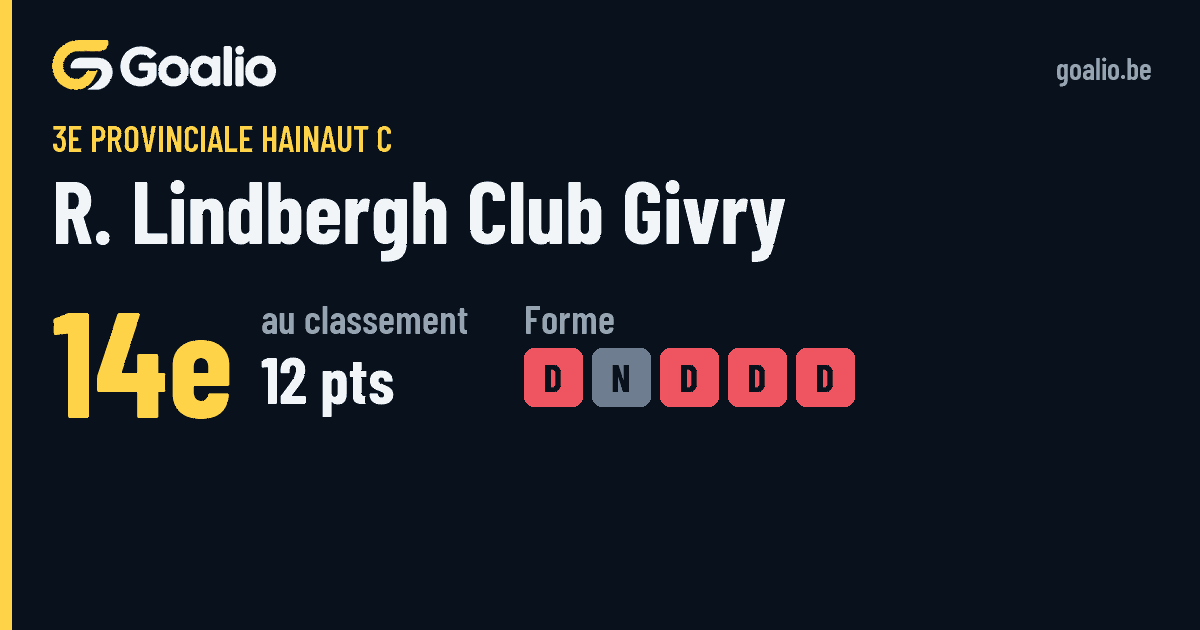 Goalio
goalio.be
3E PROVINCIALE HAINAUT C
R. Lindbergh Club Givry
14e
au classement
12 pts
Forme
D N D D D